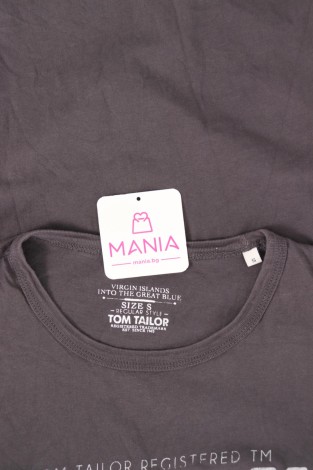 MANIA
mania.bg
S
VIRGIN ISLANDS
INTO THE GREAT BLUE
SIZE S
REGULAR STYLE
TOM TAILOR
REGISTERED TRADEMARK
EST. SINCE 1962
TOM TAILOR REGISTERED TM